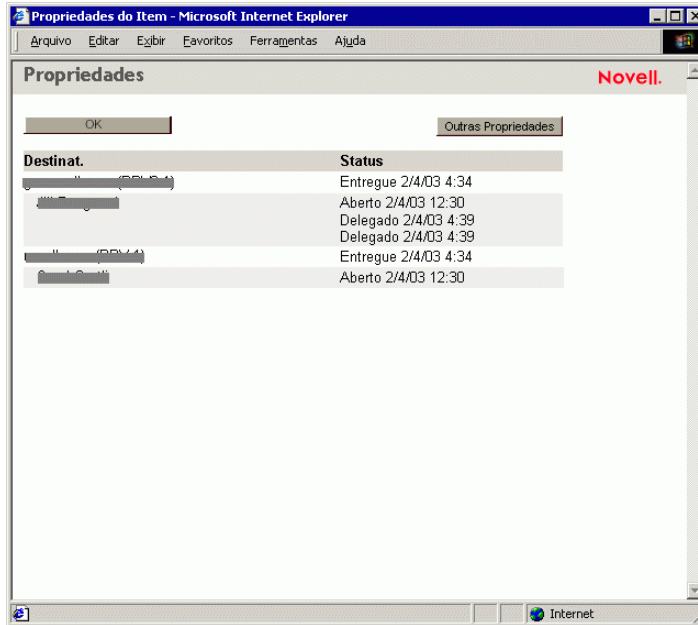 Propriedades do Item - Microsoft Internet Explorer
Arquivo Editar Exibir Favoritos Ferramentas Ajuda
Propriedades
Novell.
OK
Outras Propriedades
Destinat. Status
Entregue 2/4/03 4:34
Aberto 2/4/03 12:30
Delegado 2/4/03 4:39
Delegado 2/4/03 4:39
Entregue 2/4/03 4:34
Aberto 2/4/03 12:30
Internet